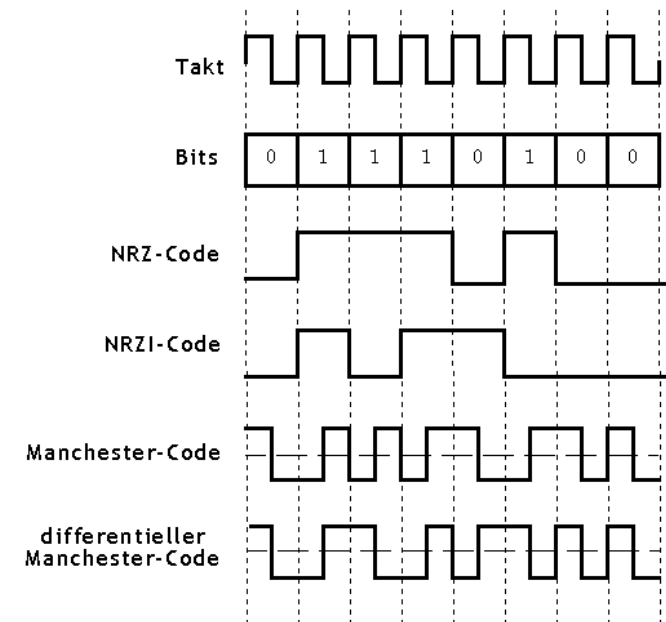 Takt
Bits 0 1 1 1 0 1 0 0
NRZ-Code
NRZI-Code
Manchester-Code
differentieller
Manchester-Code